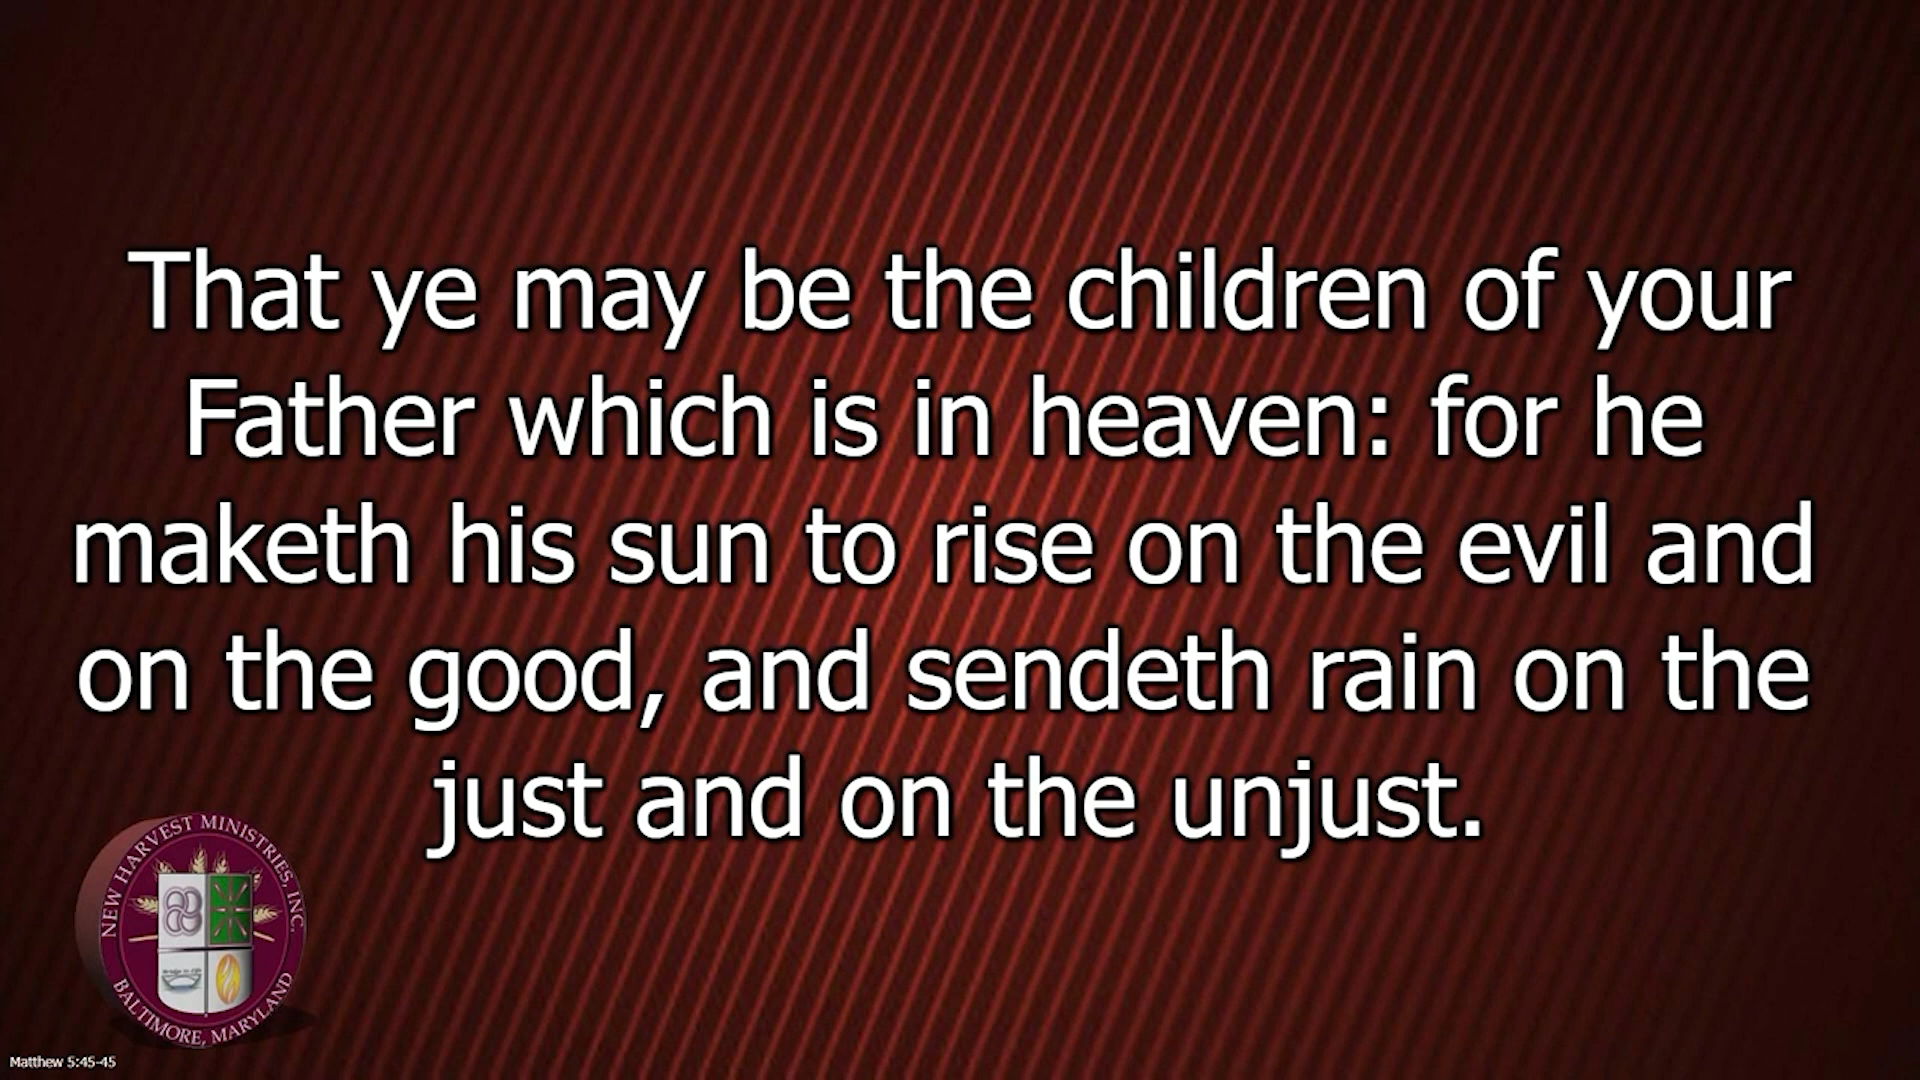 That ye may be the children of your
Father which is in heaven: for he
maketh his sun to rise on the evil and
on the good, and sendeth rain on the
just and on the unjust.
NEW HARVEST MINISTRIES, INC.
BALTIMORE, MARYLAND
Matthew 5:45-45